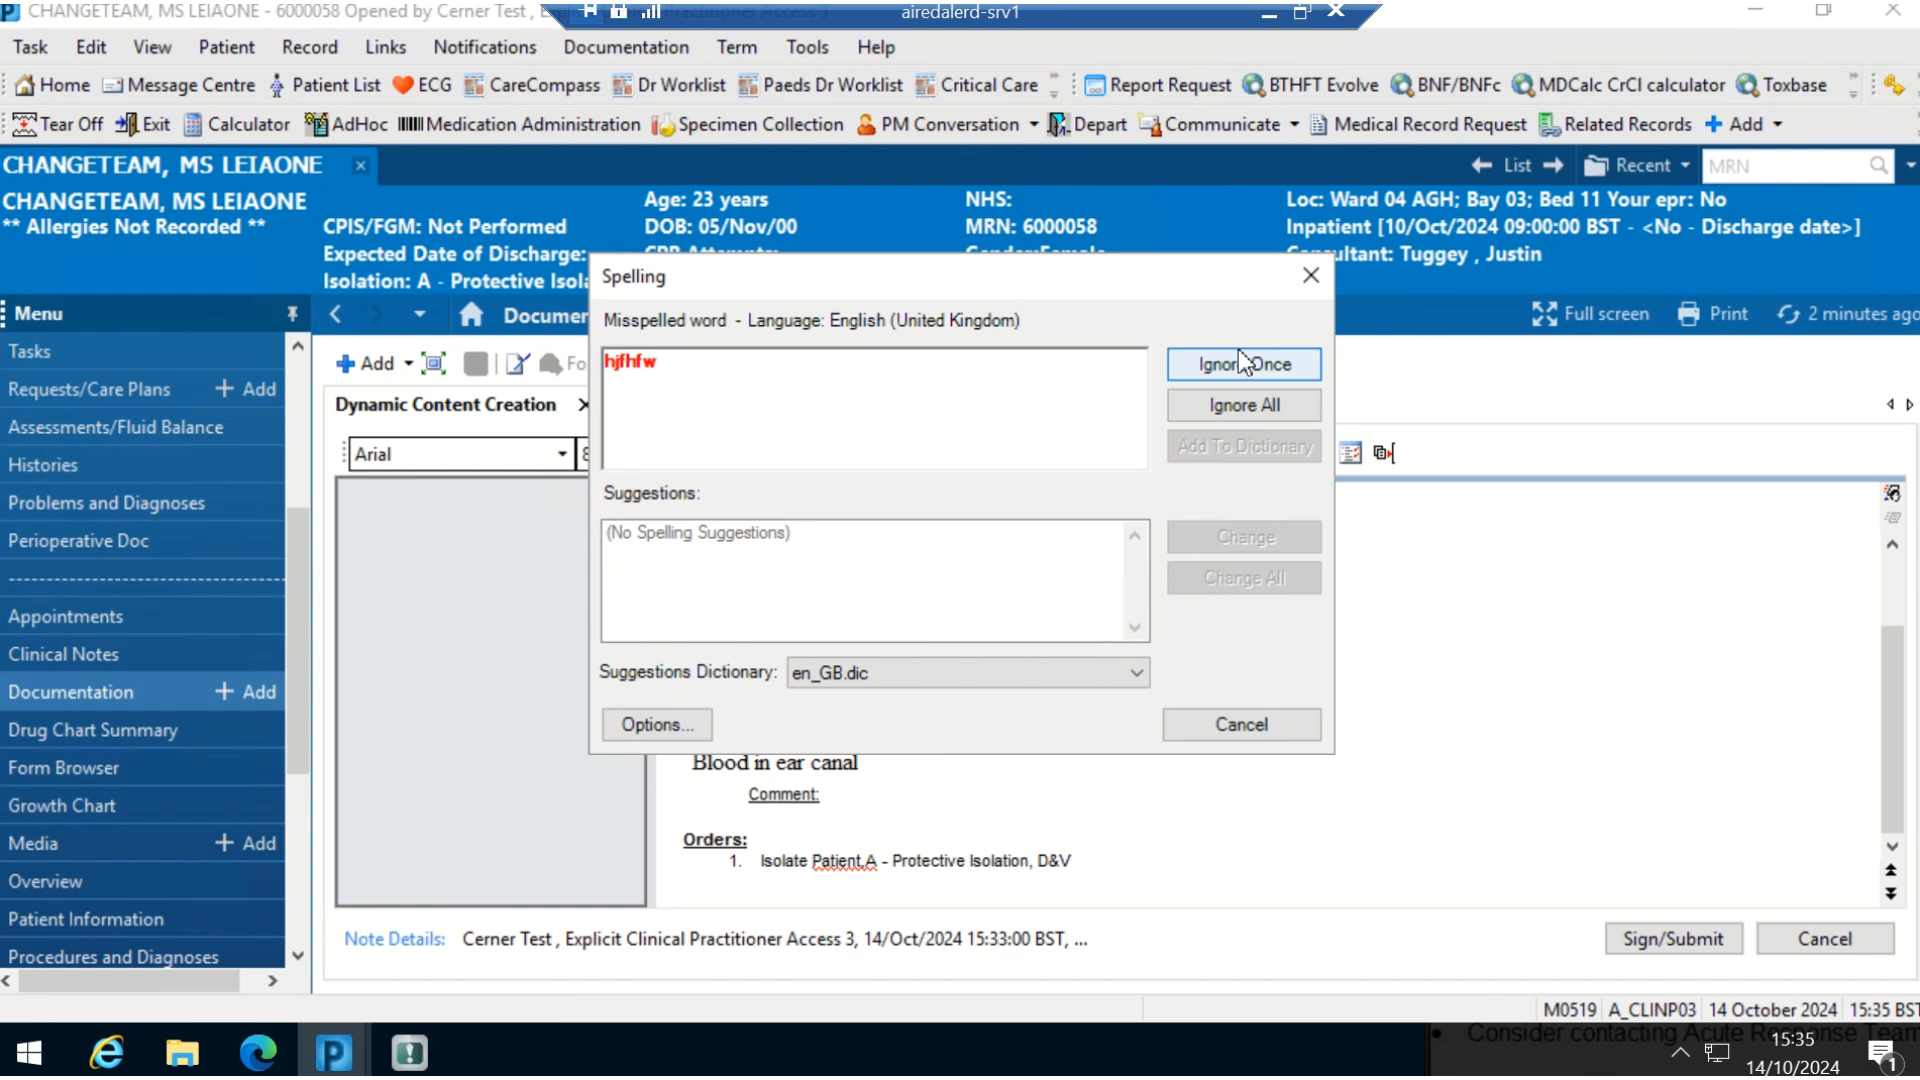 CHANGETEAM, MS LEIAONE - 6000058 Opened by Cerner Test ,
airedalerd-srv1
Task Edit View Patient Record Links Notifications Documentation Term Tools Help
Home Message Centre Patient List ECG CareCompass Dr Worklist Paeds Dr Worklist Critical Care Report Request BTHFT Evolve BNF/BNFc MDCalc CrCl calculator Toxbase
Tear Off Exit Calculator AdHoc Medication Administration Specimen Collection PM Conversation Depart Communicate Medical Record Request Related Records Add
CHANGETEAM, MS LEIAONE
List Recent MRN
CHANGETEAM, MS LEIAONE Age: 23 years NHS: Loc: Ward 04 AGH; Bay 03; Bed 11 Your epr: No
** Allergies Not Recorded ** CPIS/FGM: Not Performed DOB: 05/Nov/00 MRN: 6000058 Inpatient [10/Oct/2024 09:00:00 BST - <No - Discharge date>]
Expected Date of Discharge: Consultant: Tuggey , Justin
Isolation: A - Protective
Menu
Full screen Print 2 minutes ago
Tasks
Requests/Care Plans Add
Assessments/Fluid Balance
Histories
Problems and Diagnoses
Perioperative Doc
Appointments
Clinical Notes
Documentation Add
Drug Chart Summary
Form Browser
Growth Chart
Media Add
Overview
Patient Information
Procedures and Diagnoses
Add
Dynamic Content Creation
Arial
Spelling
Misspelled word - Language: English (United Kingdom)
hjfhfw
Ignore Once
Ignore All
Add To Dictionary
Suggestions:
(No Spelling Suggestions)
Change
Change All
Suggestions Dictionary: en_GB.dic
Options...
Cancel
Blood in ear canal
Comment:
Orders:
1. Isolate Patient,A - Protective Isolation, D&V
Note Details: Cerner Test , Explicit Clinical Practitioner Access 3, 14/Oct/2024 15:33:00 BST, ...
Sign/Submit Cancel
M0519 A_CLINP03 14 October 2024 15:35 BST
Consider contacting Acute Response Team
15:35
14/10/2024
1